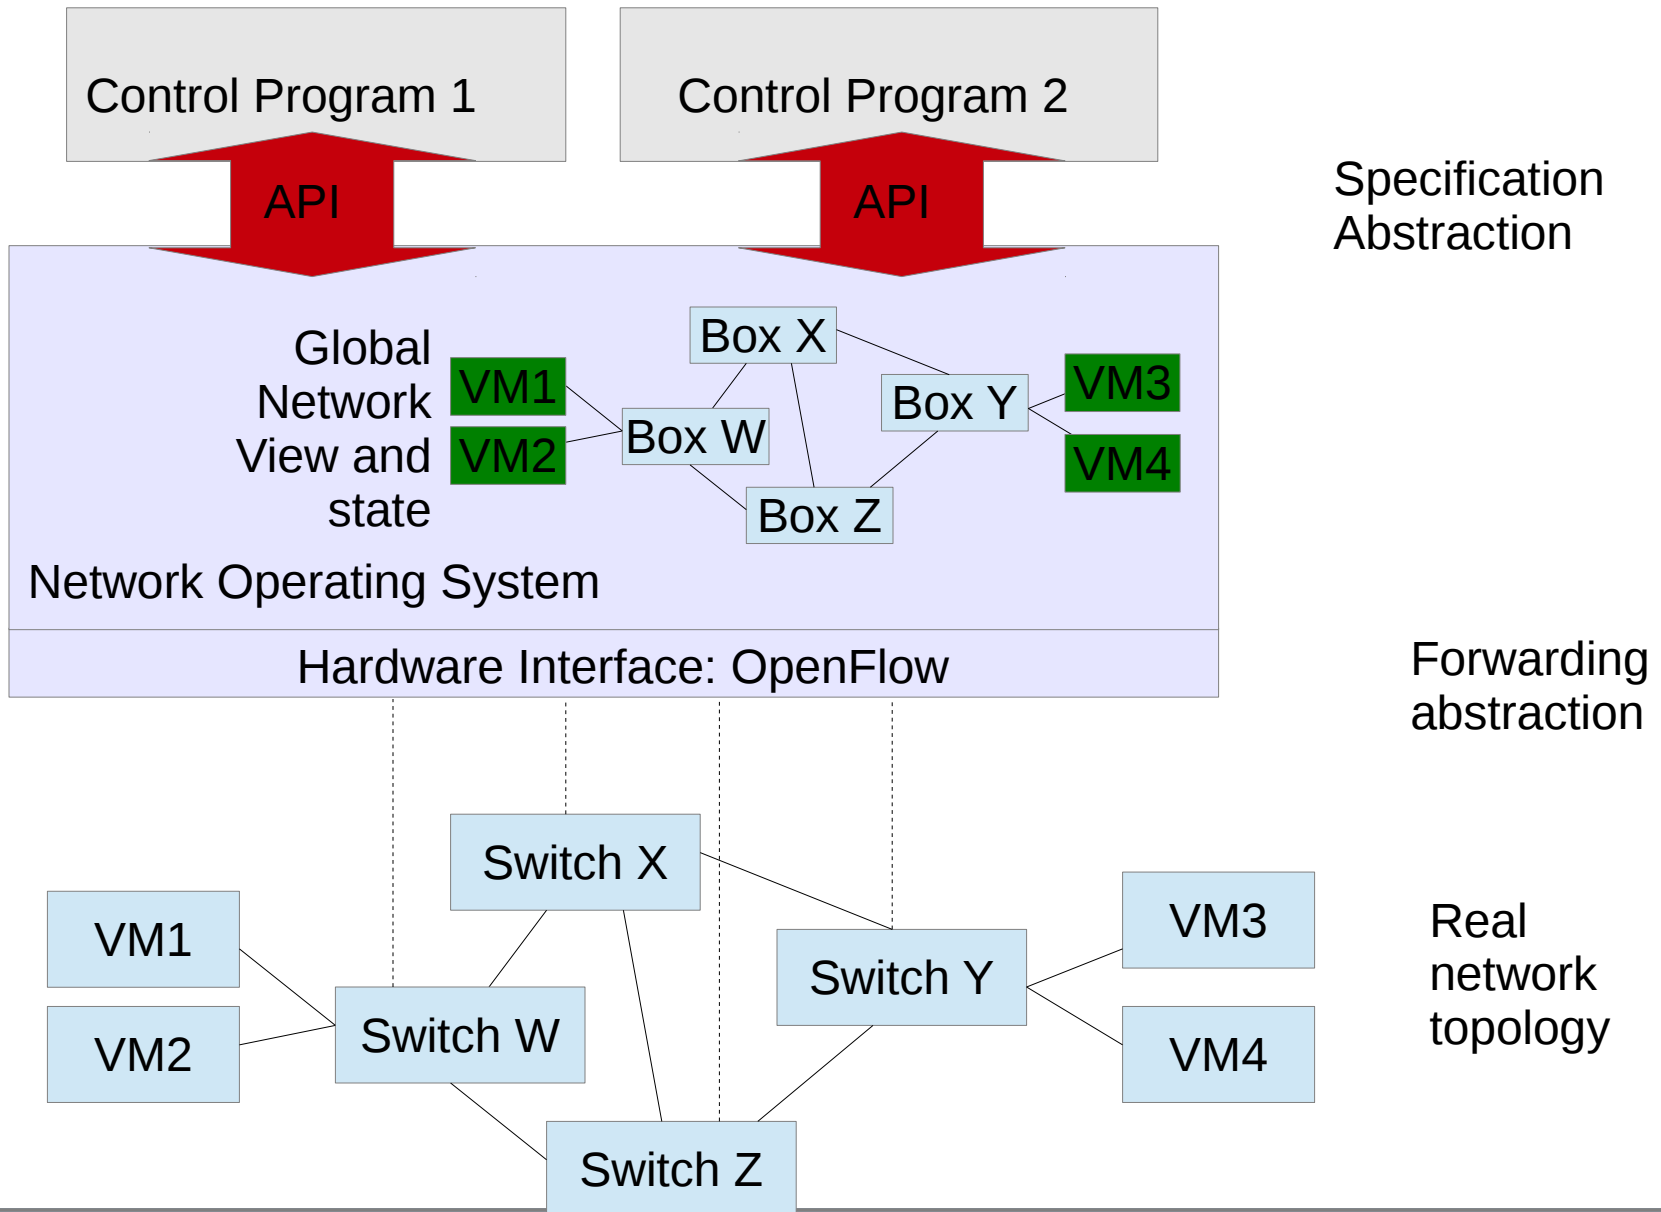 Control Program 1
Control Program 2
API
API
Specification
Abstraction
Global
Network
View and
state
VM1
VM2
Box X
Box W
Box Y
Box Z
VM3
VM4
Network Operating System
Hardware Interface: OpenFlow
Forwarding
abstraction
Switch X
VM1
VM2
Switch W
Switch Y
Switch Z
VM3
VM4
Real
network
topology